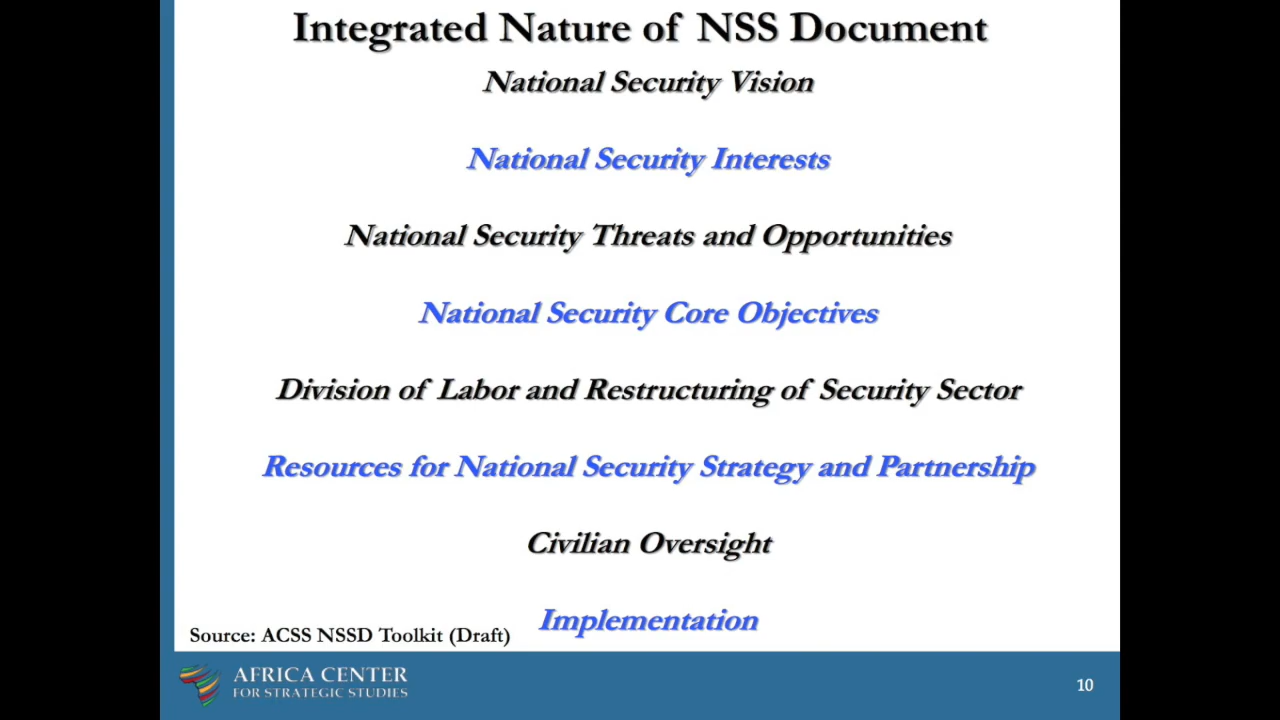 Integrated Nature of NSS Document
National Security Vision
National Security Interests
National Security Threats and Opportunities
National Security Core Objectives
Division of Labor and Restructuring of Security Sector
Resources for National Security Strategy and Partnership
Civilian Oversight
Implementation
Source: ACSS NSSD Toolkit (Draft)
AFRICA CENTER
FOR STRATEGIC STUDIES
10